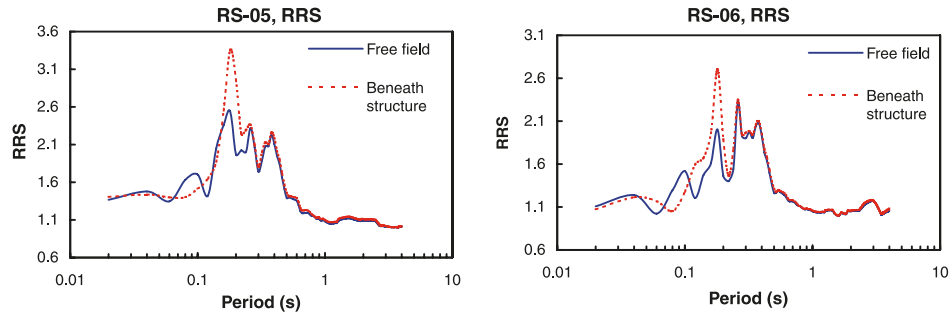 RS-05, RRS
3.6
3.1
2.6
2.1
1.6
1.1
0.6
RRS
Free field
Beneath
structure
0.01
0.1
1
10
Period (s)
RS-06, RRS
3.1
2.6
2.1
1.6
1.1
0.6
RRS
Free field
Beneath
structure
0.01
0.1
1
10
Period (s)